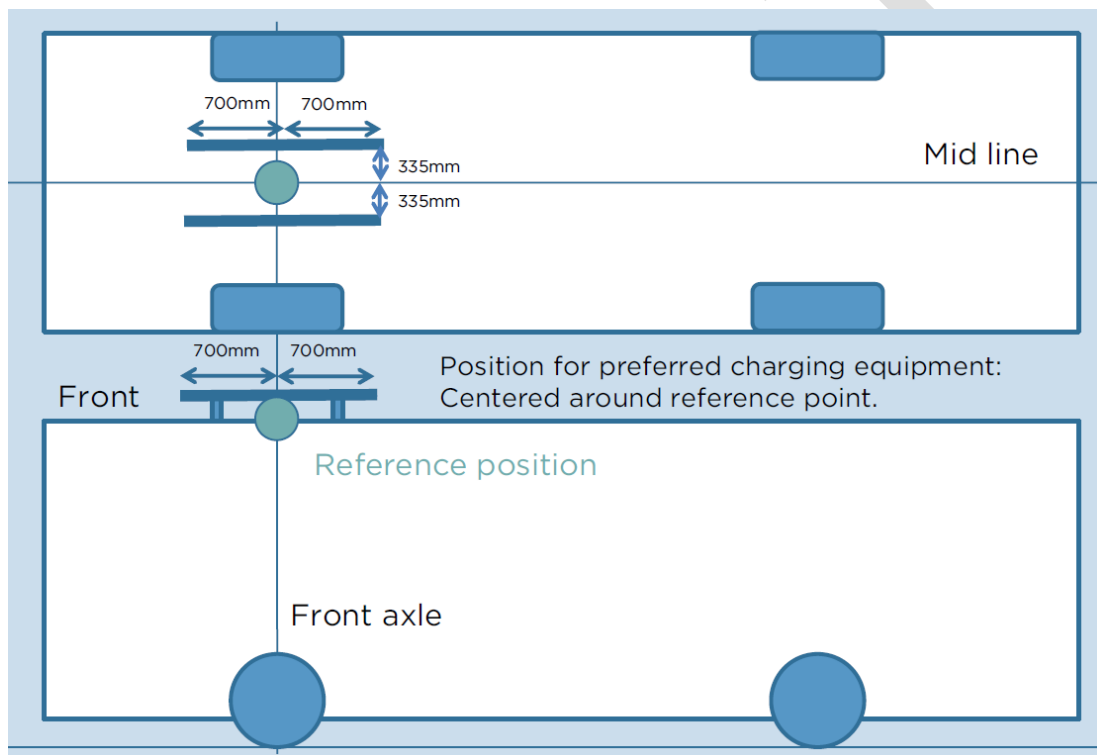 700mm 700mm
335mm
Mid line
335mm
700mm 700mm
Front
Position for preferred charging equipment:
Centered around reference point.
Reference position
Front axle